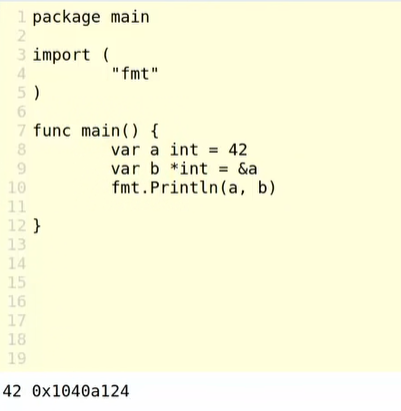 1 package main
2
3 import (
4 "fmt"
5 )
6
7 func main() {
8 var a int = 42
9 var b *int = &a
10 fmt.Println(a, b)
11
12 }
13
14
15
16
17
18
19
42 0x1040a124